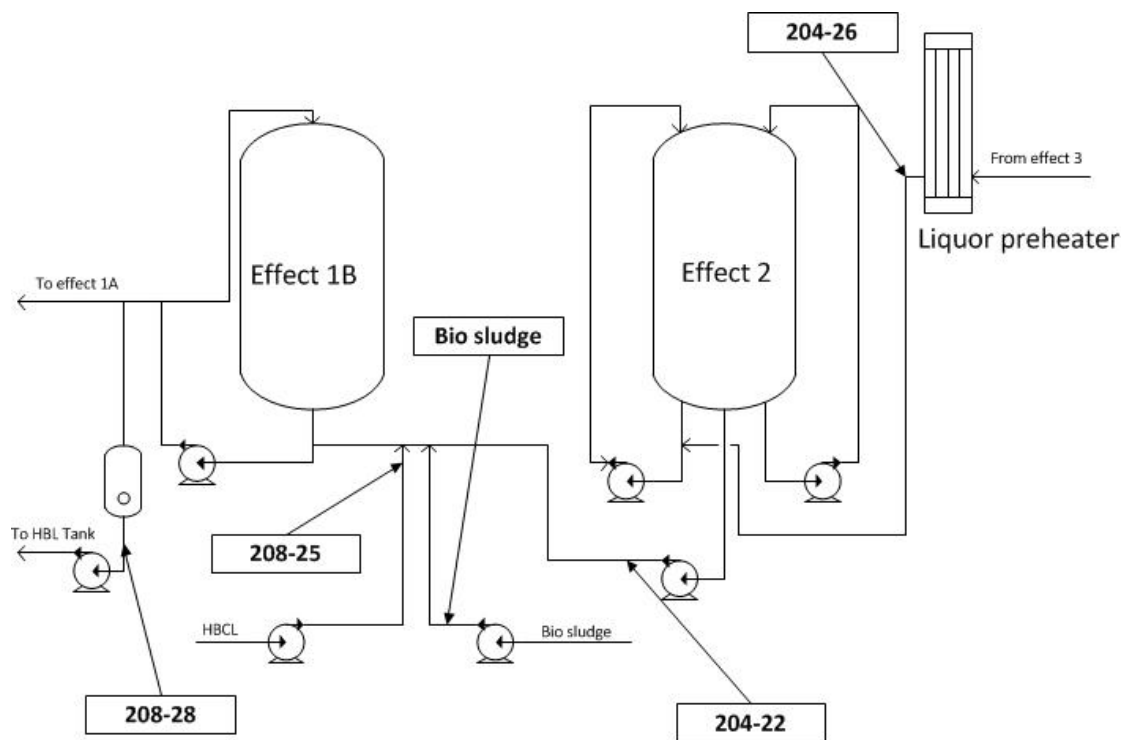 204-26
From effect 3
Liquor preheater
Effect 1B
Effect 2
To effect 1A
Bio sludge
To HBL Tank
208-25
HBCL
Bio sludge
208-28
204-22